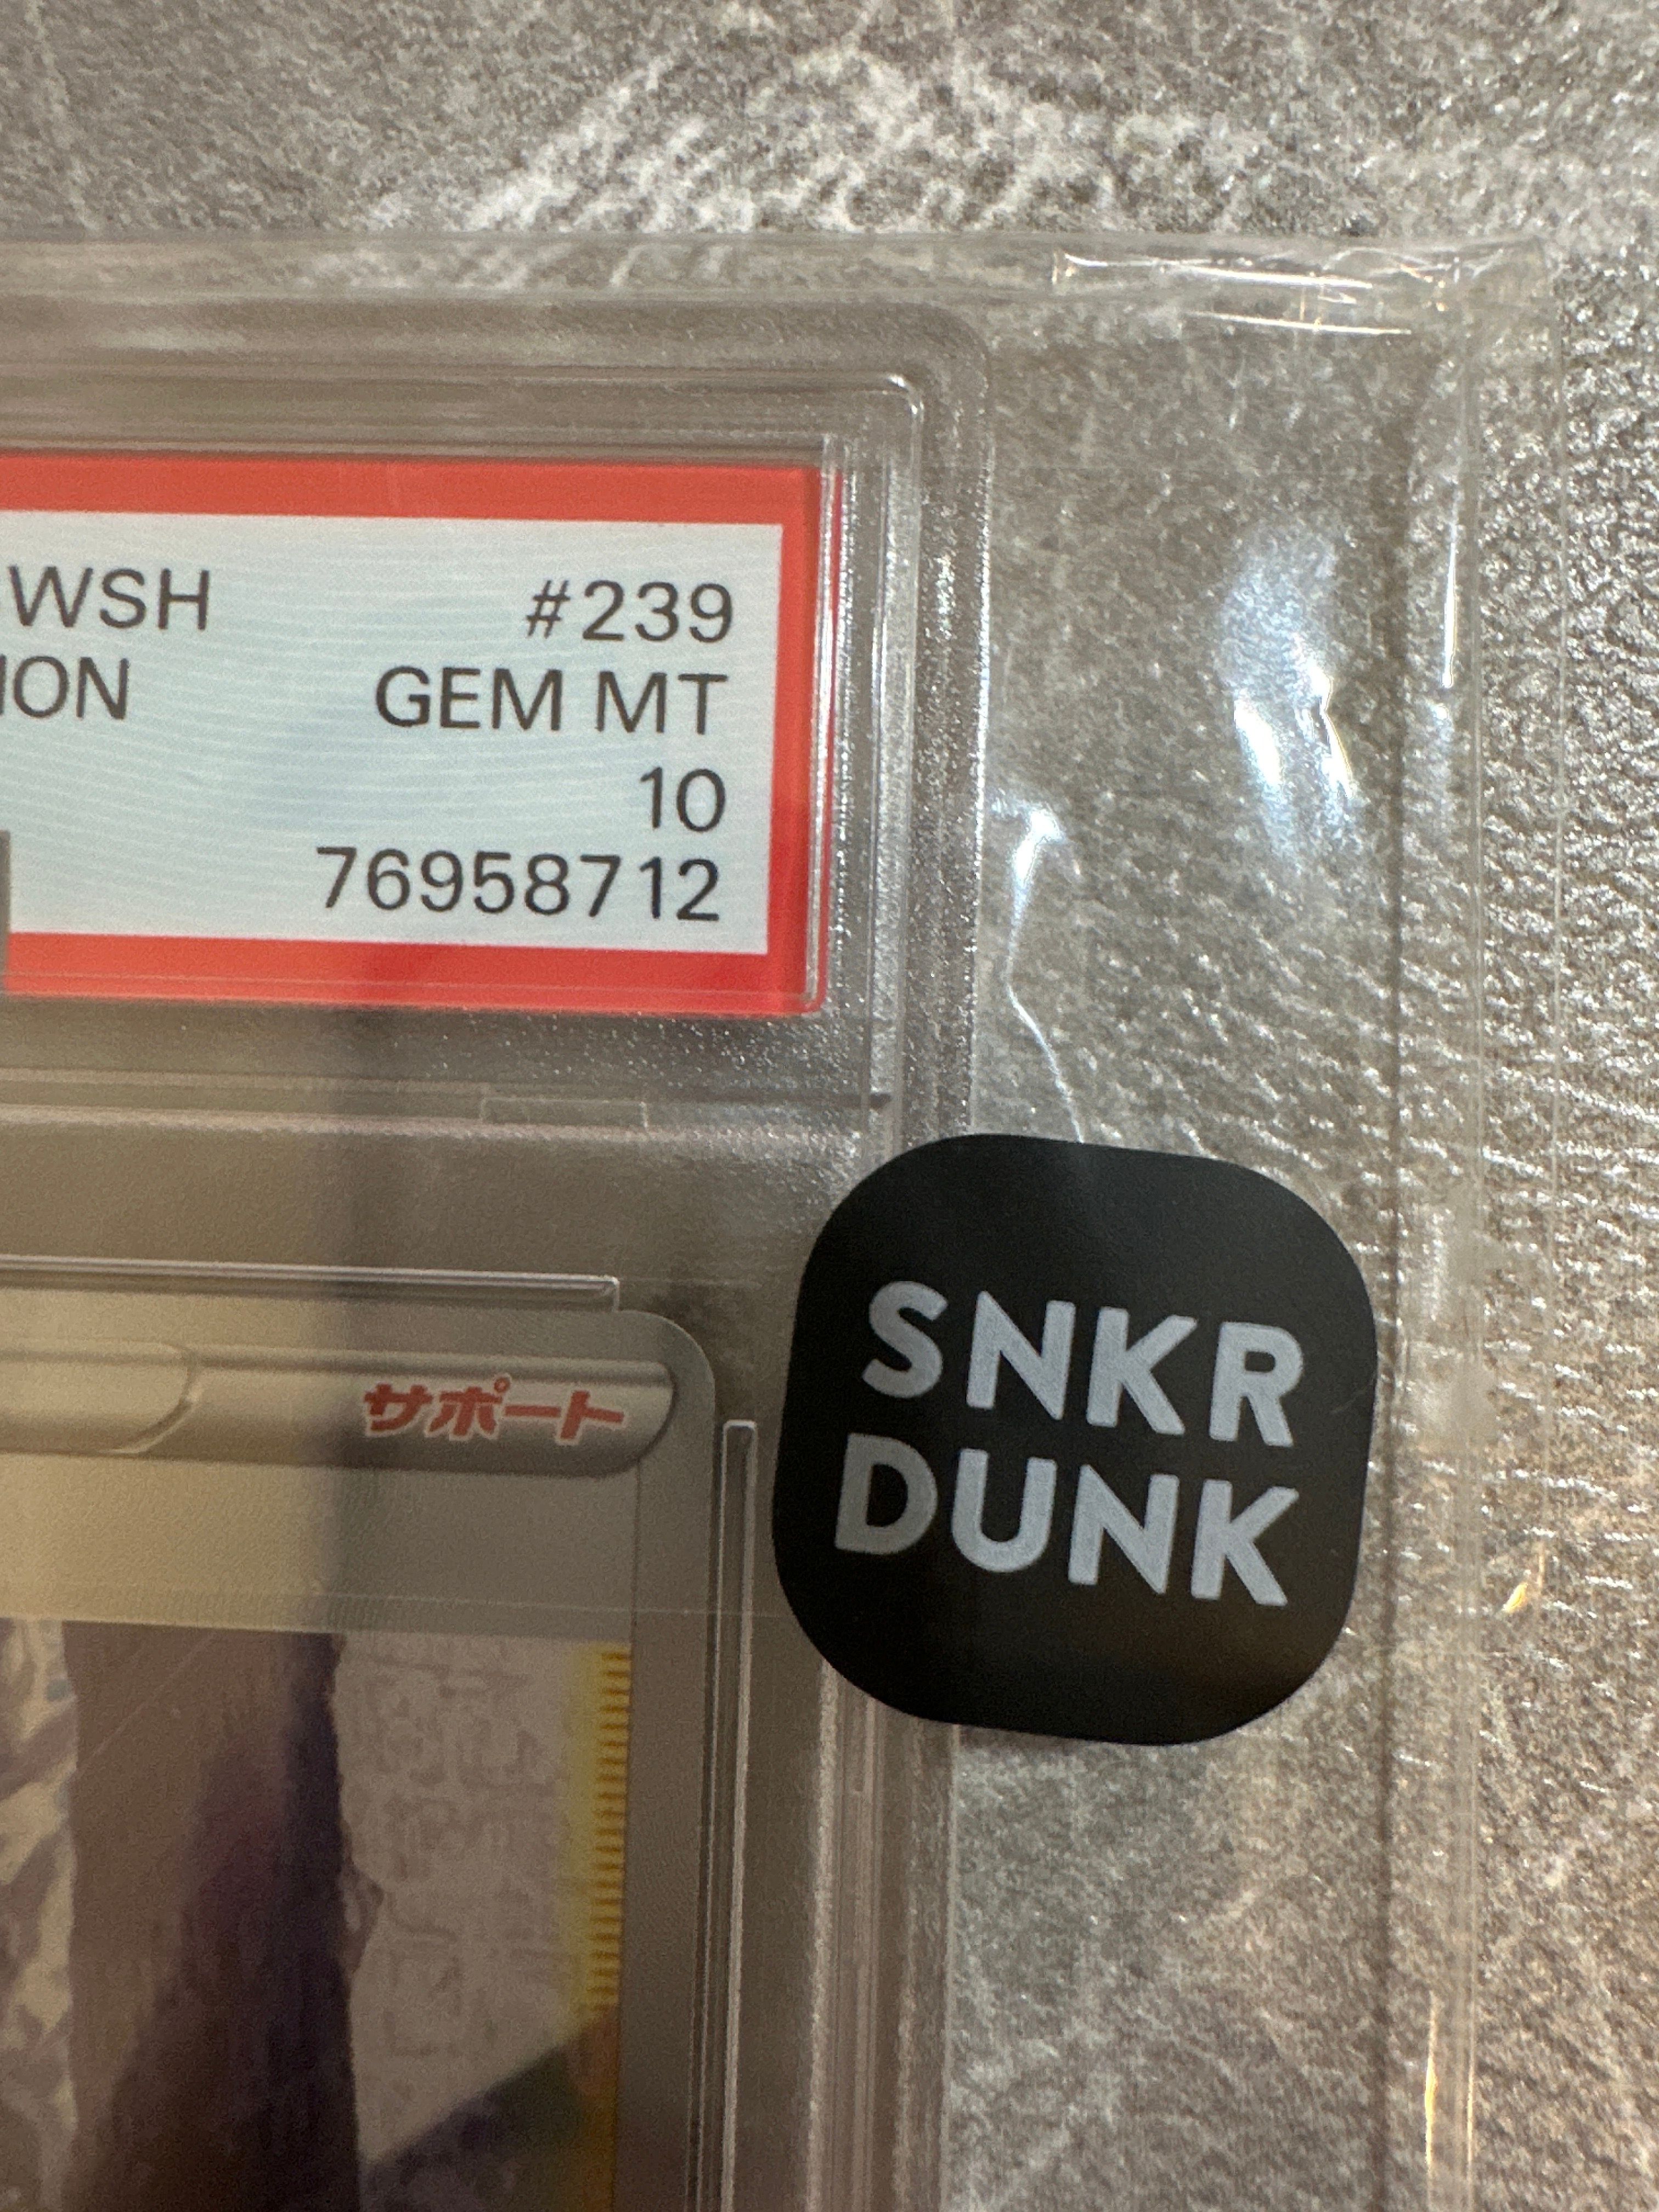 WSH #239
ION GEM MT
10
76958712
サポート
SNKR
DUNK